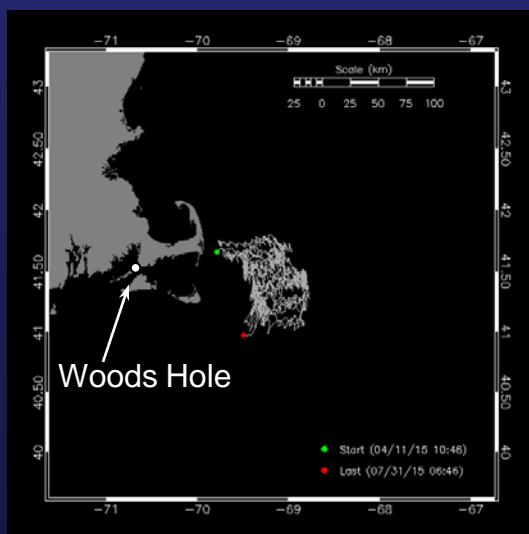 -71 -70 -69 -68 -67
Scale (km)
25 0 25 50 75 100
43 43
42.50 42.50
42 42
41.50 41.50
41 41
Woods Hole
40.50 40.50
40 40
Start (04/11/15 10:46)
Last (07/31/15 06:46)
-71 -70 -69 -68 -67